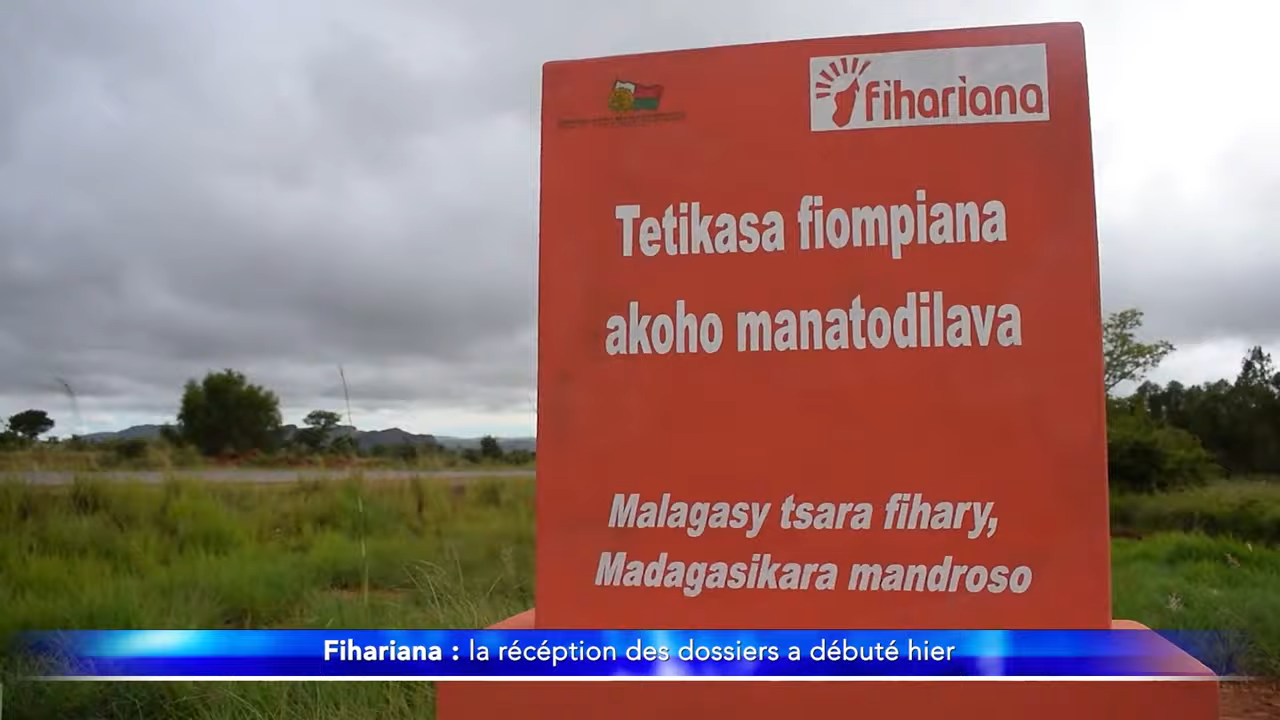 fihariana
Tetikasa fiompiana
akoho manatodilava
Malagasy tsara fihary,
Madagasikara mandroso
Fihariana : la récéption des dossiers a débuté hier